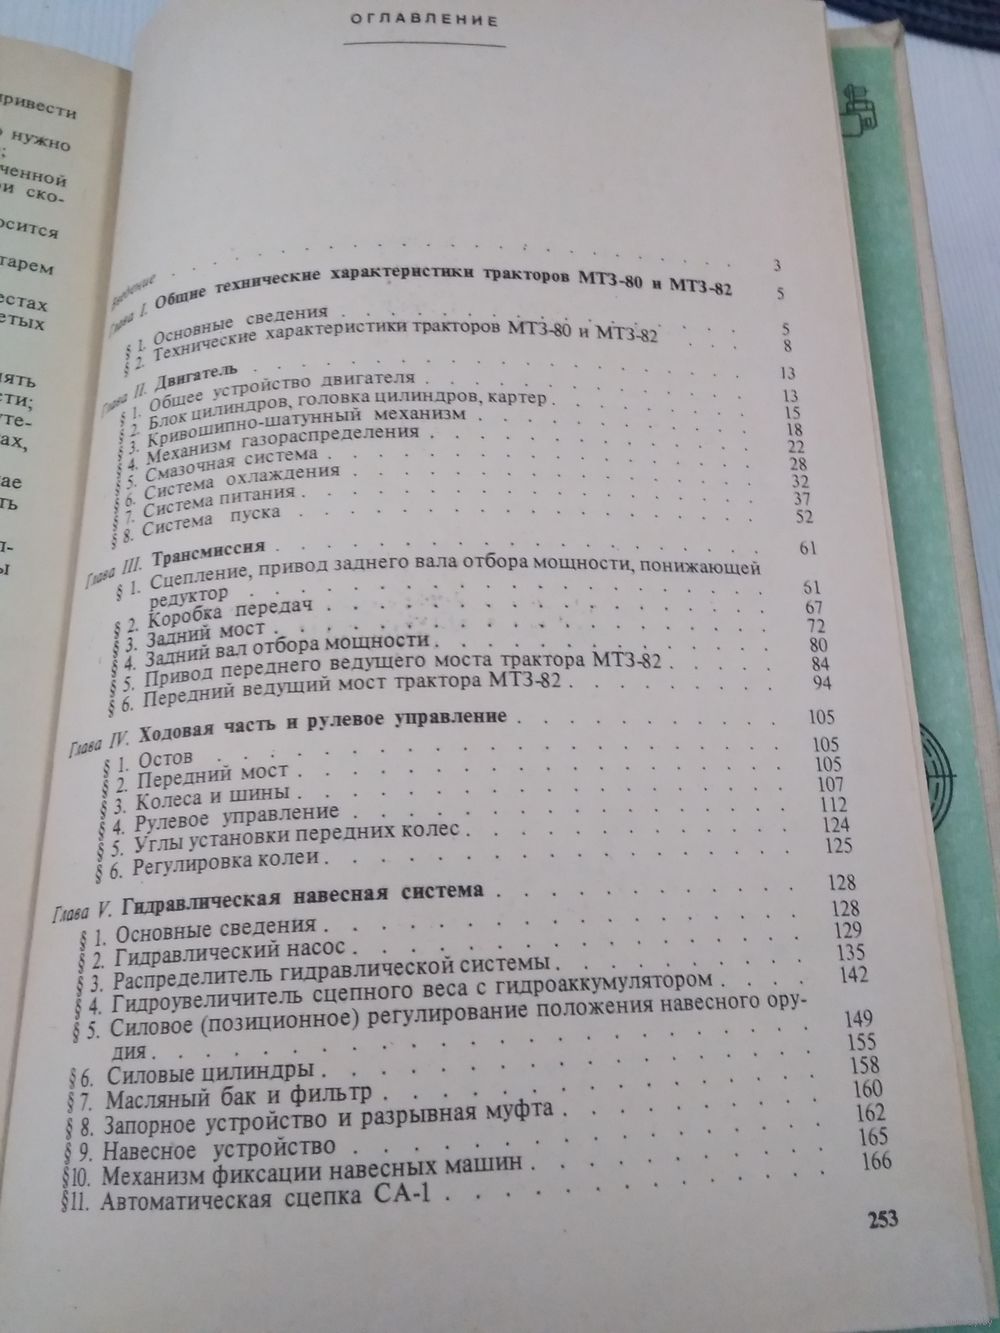 ОГЛАВЛЕНИЕ
Введение . . . 3
Глава I. Общие технические характеристики тракторов МТЗ-80 и МТЗ-82 5
§ 1. Основные сведения . . . 5
§ 2. Технические характеристики тракторов МТЗ-80 и МТЗ-82 . . . 8
Глава II. Двигатель . . . 13
§ 1. Общее устройство двигателя . . . 13
§ 2. Блок цилиндров, головка цилиндров, картер . . . 15
§ 3. Кривошипно-шатунный механизм . . . 18
§ 4. Механизм газораспределения . . . 22
§ 5. Смазочная система . . . 28
§ 6. Система охлаждения . . . 32
§ 7. Система питания . . . 37
§ 8. Система пуска . . . 52
Глава III. Трансмиссия . . . 61
§ 1. Сцепление, привод заднего вала отбора мощности, понижающей
редуктор . . . 61
§ 2. Коробка передач . . . 67
§ 3. Задний мост . . . 72
§ 4. Задний вал отбора мощности . . . 80
§ 5. Привод переднего ведущего моста трактора МТЗ-82 . . . 84
§ 6. Передний ведущий мост трактора МТЗ-82 . . . 94
Глава IV. Ходовая часть и рулевое управление . . . 105
§ 1. Остов . . . 105
§ 2. Передний мост . . . 105
§ 3. Колеса и шины . . . 107
§ 4. Рулевое управление . . . 112
§ 5. Углы установки передних колес . . . 124
§ 6. Регулировка колеи . . . 125
Глава V. Гидравлическая навесная система . . . 128
§ 1. Основные сведения . . . 128
§ 2. Гидравлический насос . . . 129
§ 3. Распределитель гидравлической системы . . . 135
§ 4. Гидроувеличитель сцепного веса с гидроаккумулятором . . . 142
§ 5. Силовое (позиционное) регулирование положения навесного ору-
дия . . . 149
§ 6. Силовые цилиндры . . . 155
§ 7. Масляный бак и фильтр . . . 158
§ 8. Запорное устройство и разрывная муфта . . . 160
§ 9. Навесное устройство . . . 162
§ 10. Механизм фиксации навесных машин . . . 165
§ 11. Автоматическая сцепка СА-1 . . . 166
253